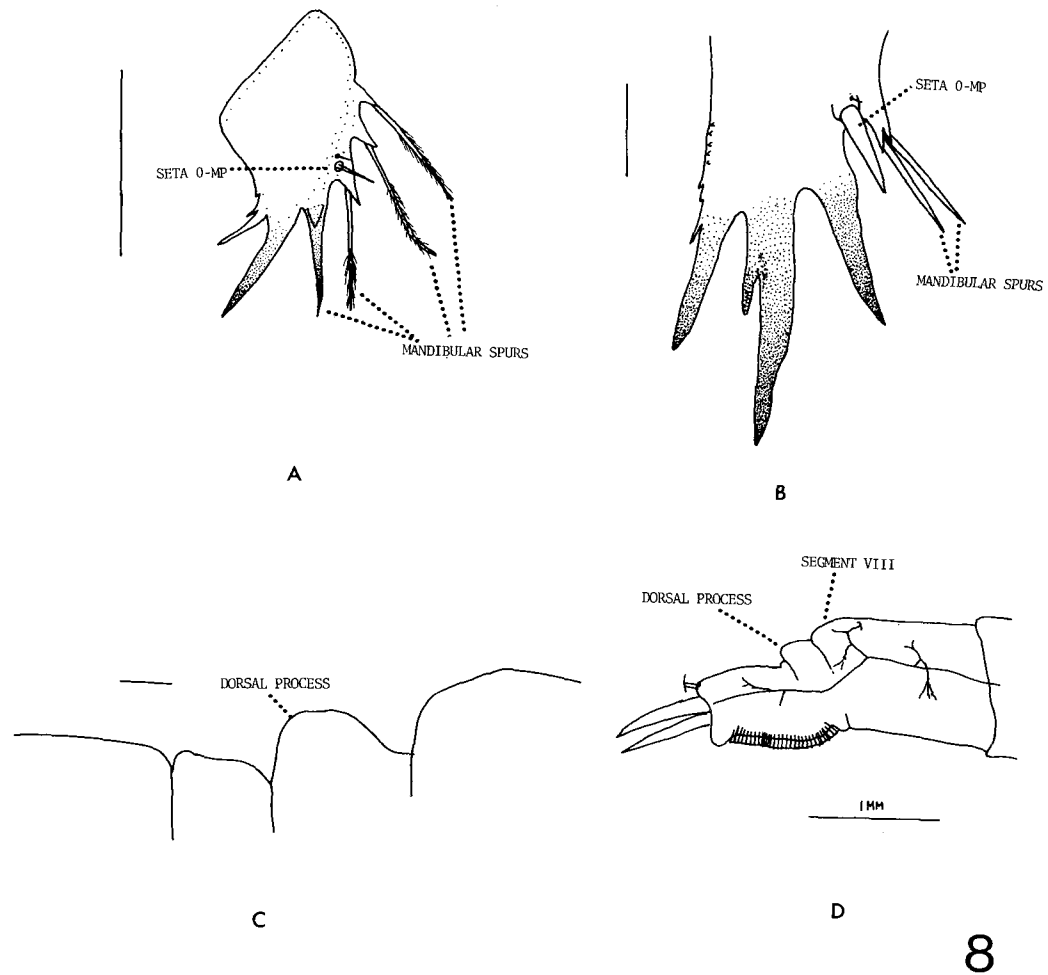 SETA 0-MP
MANDIBULAR SPURS
A
SETA 0-MP
MANDIBULAR SPURS
B
DORSAL PROCESS
C
SEGMENT VIII
DORSAL PROCESS
1MM
D
8